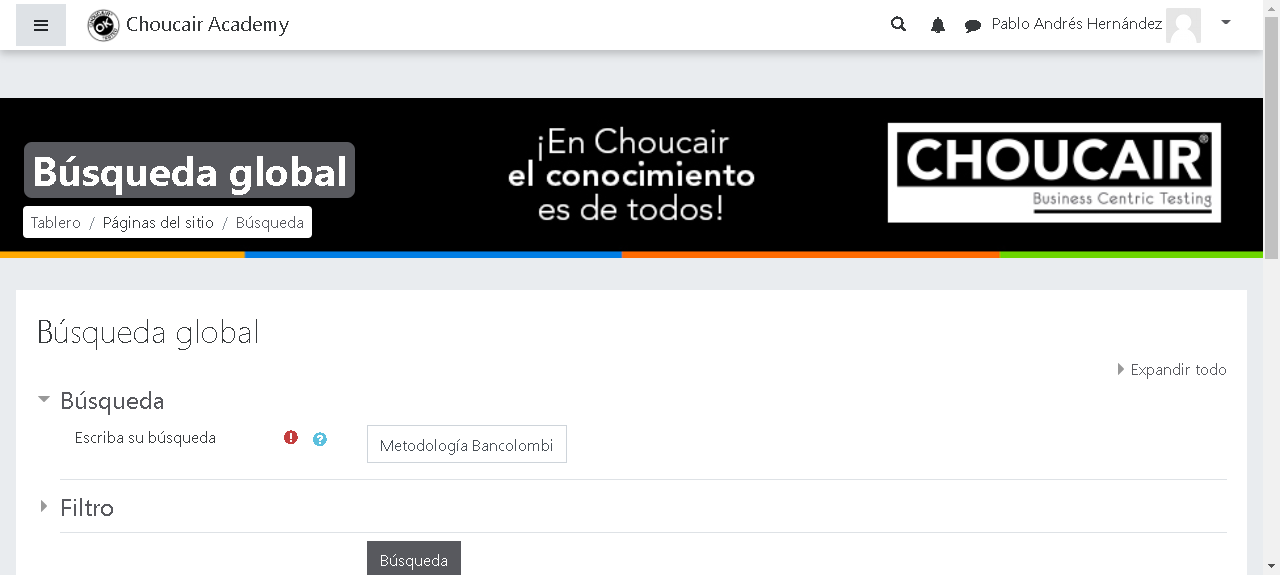 Choucair Academy
Pablo Andrés Hernández
¡En Choucair
el conocimiento
es de todos!
CHOUCAIR®
Business Centric Testing
Búsqueda global
Tablero / Páginas del sitio / Búsqueda
Búsqueda global
Expandir todo
Búsqueda
Escriba su búsqueda
Metodología Bancolombi
Filtro
Búsqueda